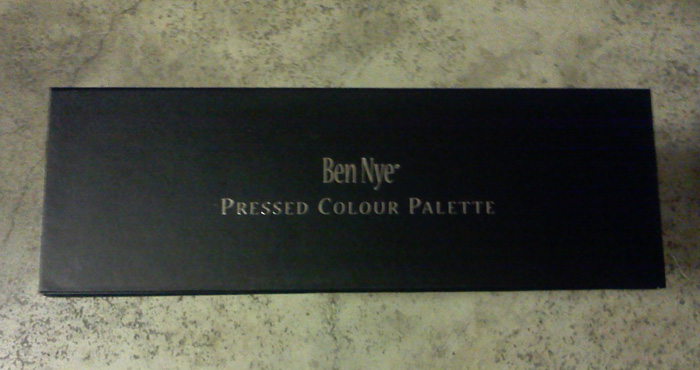 Ben Nye
PRESSED COLOUR PALETTE